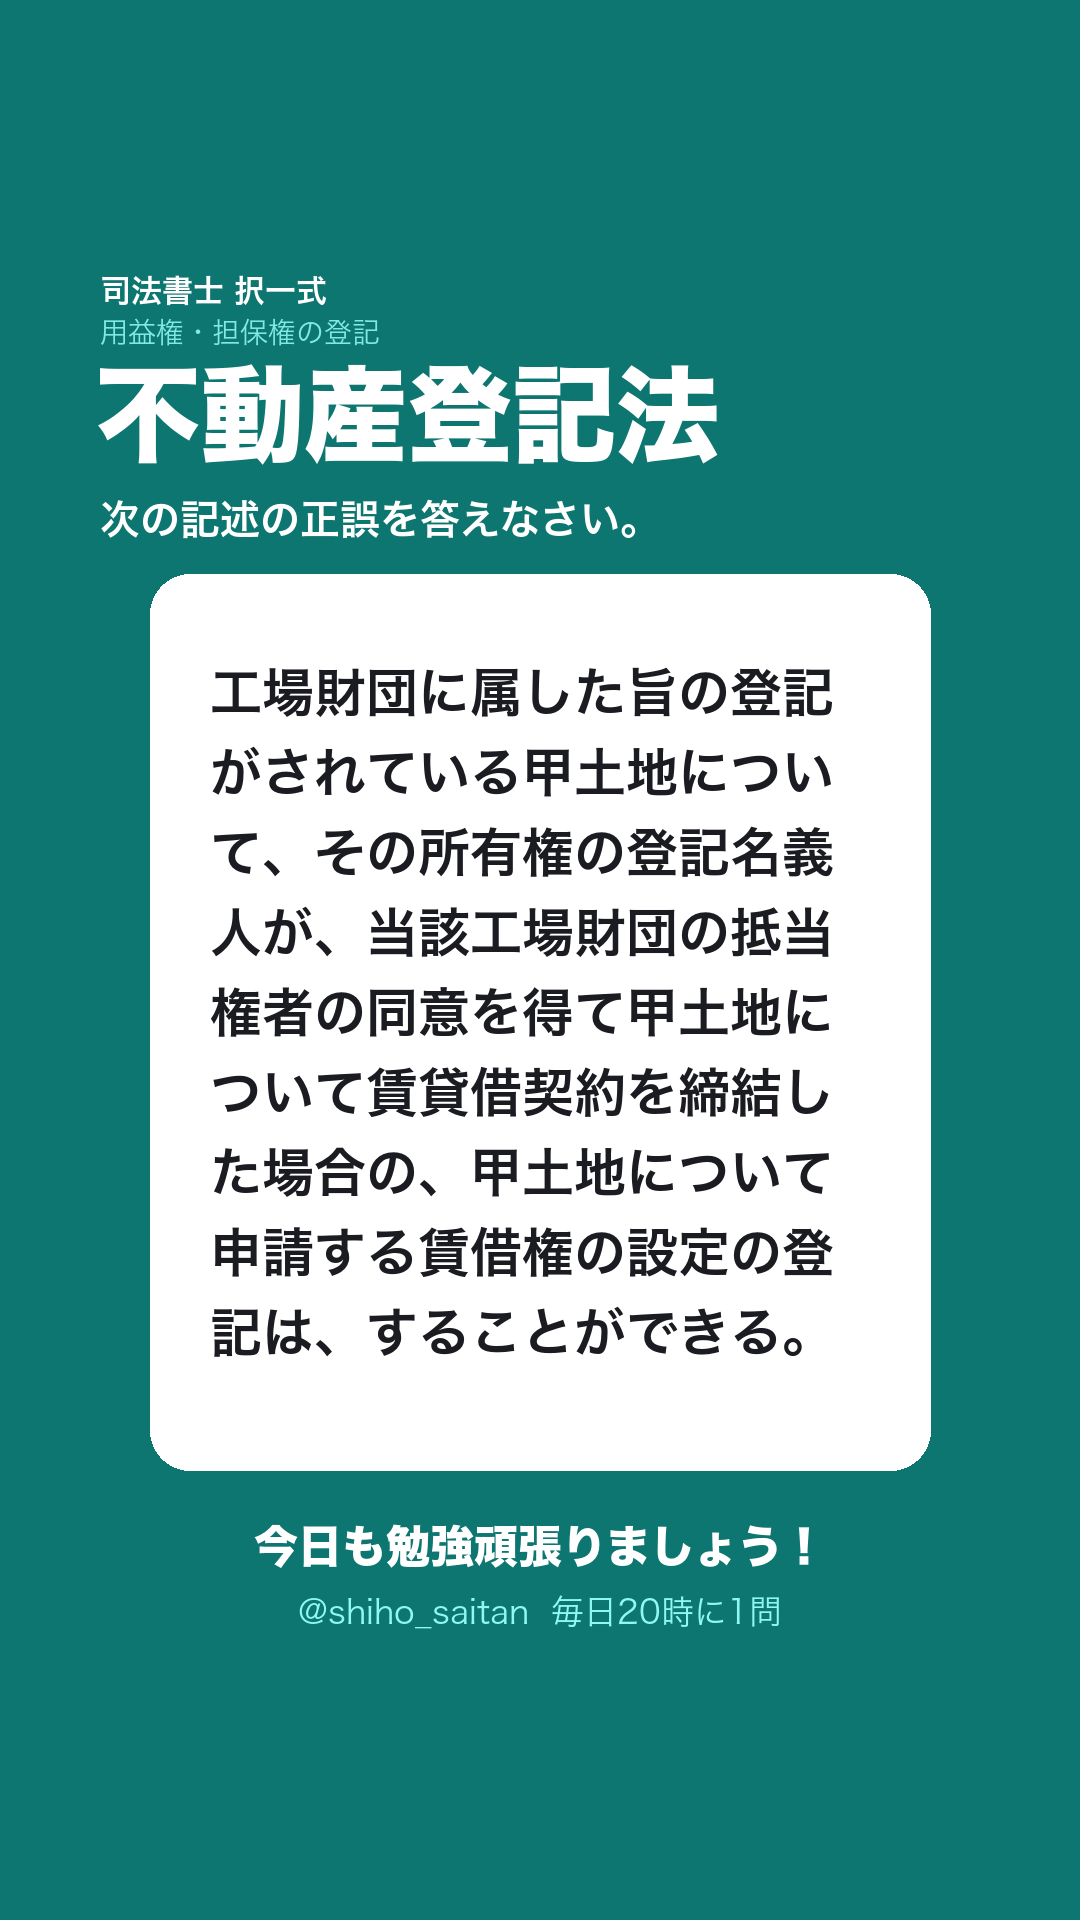 司法書士 択一式
用益権・担保権の登記
不動産登記法
次の記述の正誤を答えなさい。
工場財団に属した旨の登記
がされている甲土地につい
て、その所有権の登記名義
人が、当該工場財団の抵当
権者の同意を得て甲土地に
ついて賃貸借契約を締結し
た場合の、甲土地について
申請する賃借権の設定の登
記は、することができる。
今日も勉強頑張りましょう！
@shiho_saitan 毎日20時に1問